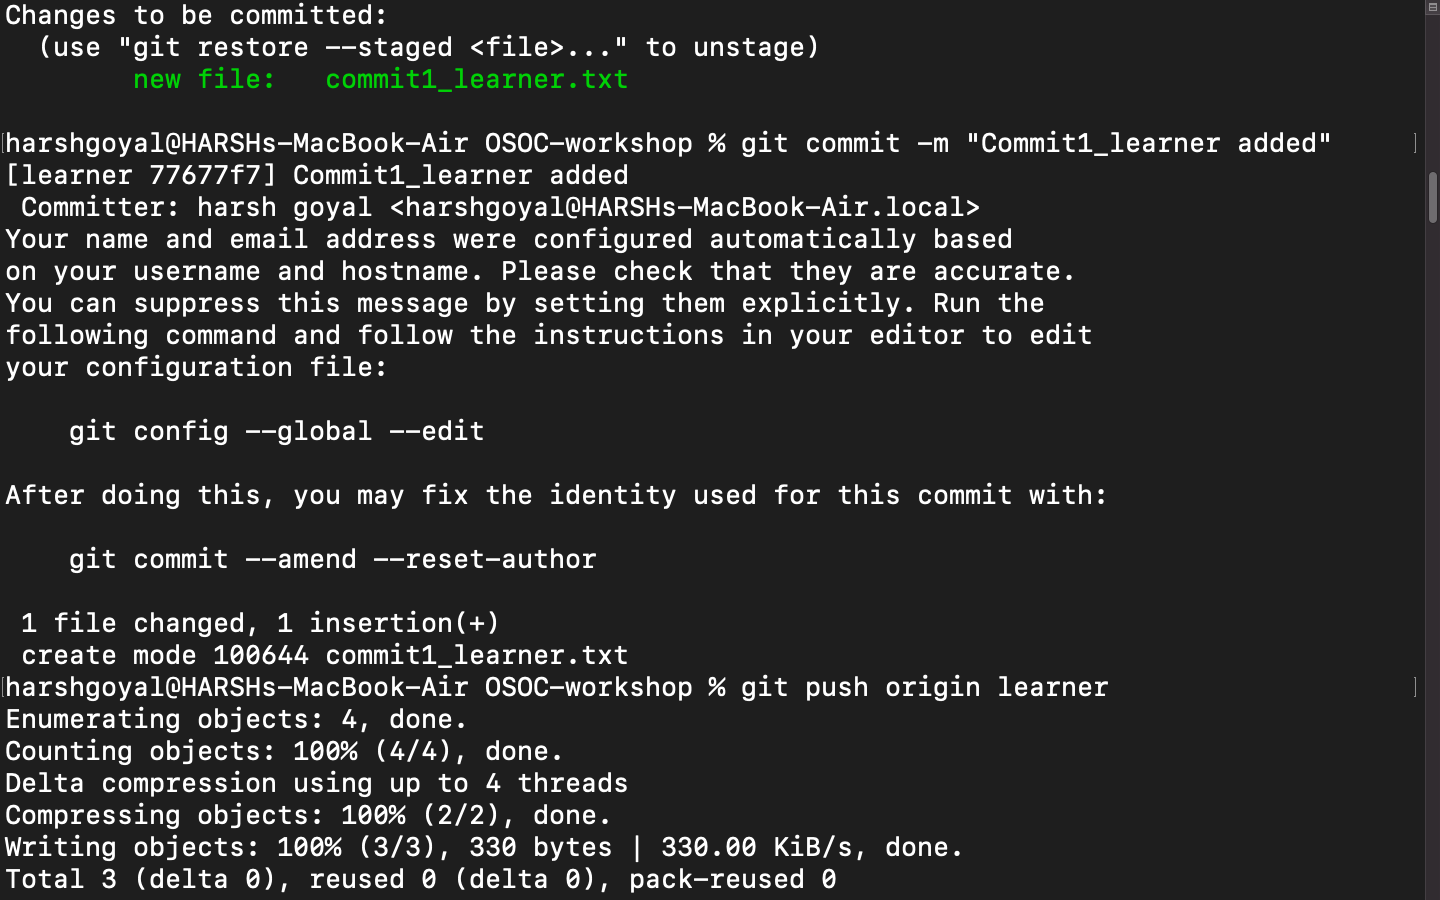 Changes to be committed:
  (use "git restore --staged <file>..." to unstage)
        new file:   commit1_learner.txt

harshgoyal@HARSHs-MacBook-Air OSOC-workshop % git commit -m "Commit1_learner added"
[learner 77677f7] Commit1_learner added
 Committer: harsh goyal <harshgoyal@HARSHs-MacBook-Air.local>
Your name and email address were configured automatically based
on your username and hostname. Please check that they are accurate.
You can suppress this message by setting them explicitly. Run the
following command and follow the instructions in your editor to edit
your configuration file:

    git config --global --edit

After doing this, you may fix the identity used for this commit with:

    git commit --amend --reset-author

 1 file changed, 1 insertion(+)
 create mode 100644 commit1_learner.txt
harshgoyal@HARSHs-MacBook-Air OSOC-workshop % git push origin learner
Enumerating objects: 4, done.
Counting objects: 100% (4/4), done.
Delta compression using up to 4 threads
Compressing objects: 100% (2/2), done.
Writing objects: 100% (3/3), 330 bytes | 330.00 KiB/s, done.
Total 3 (delta 0), reused 0 (delta 0), pack-reused 0